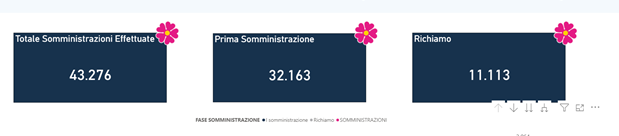 Totale Somministrazioni Effettuate
43.276
Prima Somministrazione
32.163
Richiamo
11.113
FASE SOMMINISTRAZIONE I somministrazione Richiamo SOMMINISTRAZIONI